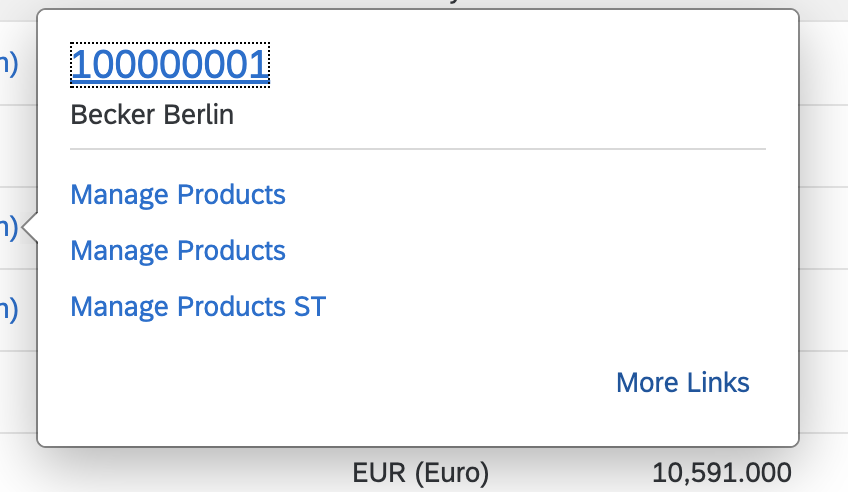 n)
100000001
Becker Berlin
Manage Products
n)
Manage Products
Manage Products ST
n)
More Links
EUR (Euro) 10,591.000